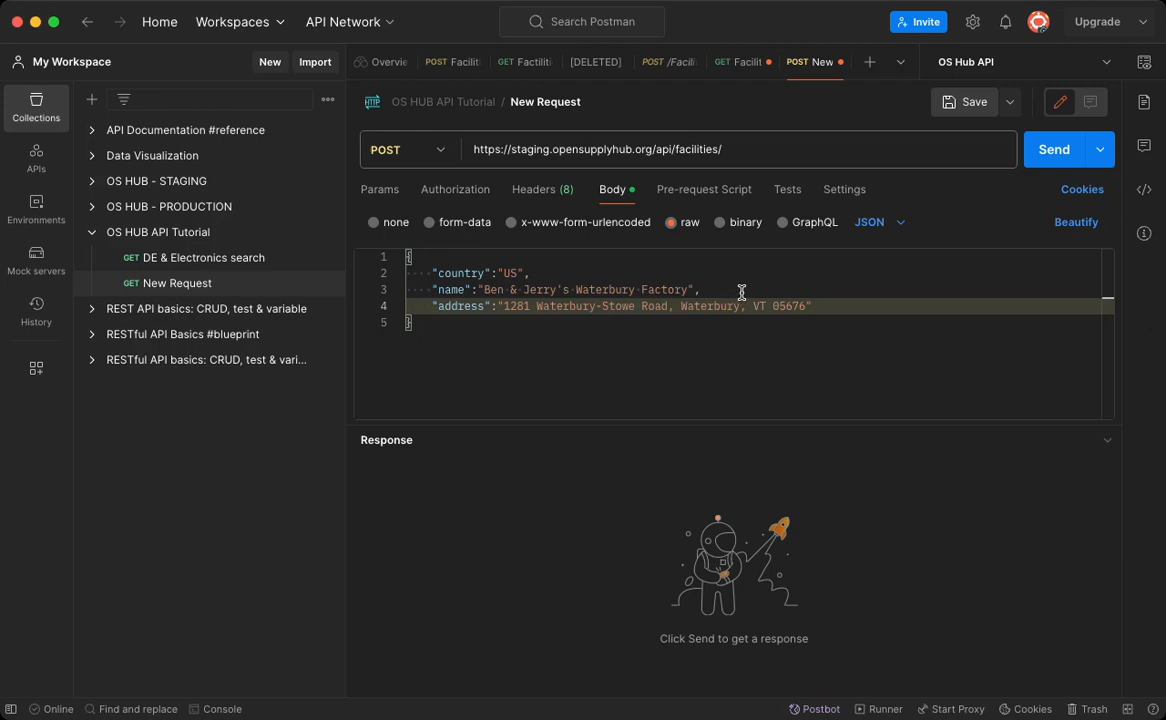 Home Workspaces API Network Search Postman Invite Upgrade
My Workspace New Import Overvie POST Facilit GET Factiliti [DELETED] POST /Facili GET Facilit POST New OS Hub API
Collections
APIs
Environments
Mock servers
History
API Documentation #reference
Data Visualization
OS HUB - STAGING
OS HUB - PRODUCTION
OS HUB API Tutorial
GET DE & Electronics search
GET New Request
REST API basics: CRUD, test & variable
RESTful API Basics #blueprint
RESTful API basics: CRUD, test & vari...
HTTP OS HUB API Tutorial / New Request Save
POST https://staging.opensupplyhub.org/api/facilities/ Send
Params Authorization Headers (8) Body Pre-request Script Tests Settings Cookies
none form-data x-www-form-urlencoded raw binary GraphQL JSON Beautify
1 {
2 "country":"US",
3 "name":"Ben & Jerry's Waterbury Factory",
4 "address":"1281 Waterbury-Stowe Road, Waterbury, VT 05676"
5 }
Response
Click Send to get a response
Online Find and replace Console Postbot Runner Start Proxy Cookies Trash